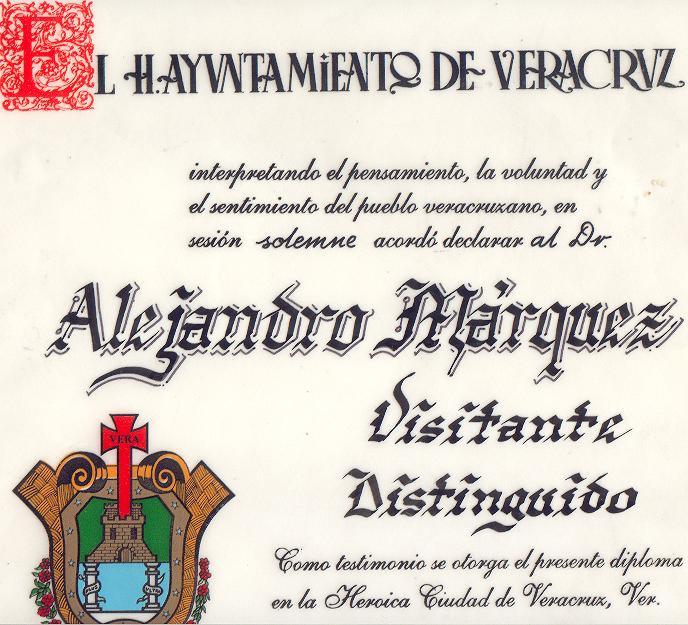 EL H. AYUNTAMIENTO DE VERACRUZ
interpretando el pensamiento, la voluntad y
el sentimiento del pueblo veracruzano, en
sesión solemne acordó declarar al Dr.
Alejandro Márquez
Visitante
Distinguido
VERA
Como testimonio se otorga el presente diploma
en la Heroica Ciudad de Veracruz, Ver.